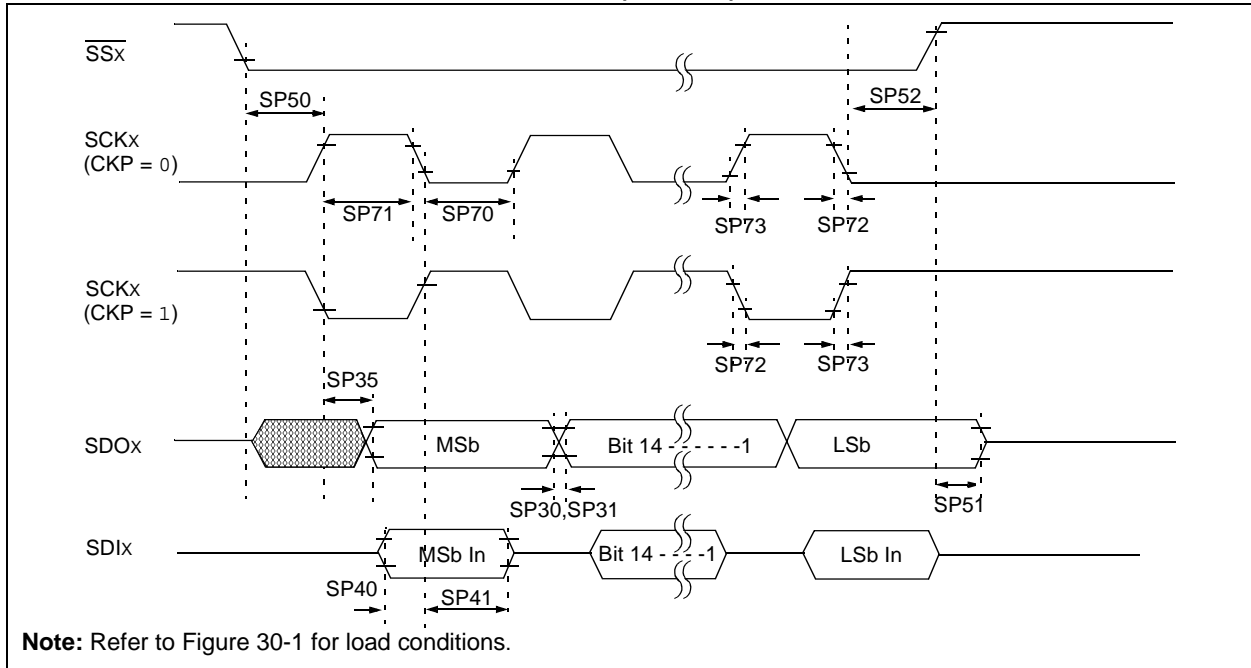 SSX
SP50
SP52
SCKX
(CKP = 0)
SP71
SP70
SP73
SP72
SCKX
(CKP = 1)
SP72
SP73
SP35
SDOX
MSb
Bit 14 - - - - - -1
LSb
SP30,SP31
SP51
SDIX
MSb In
Bit 14 - - - -1
LSb In
SP40
SP41
Note: Refer to Figure 30-1 for load conditions.